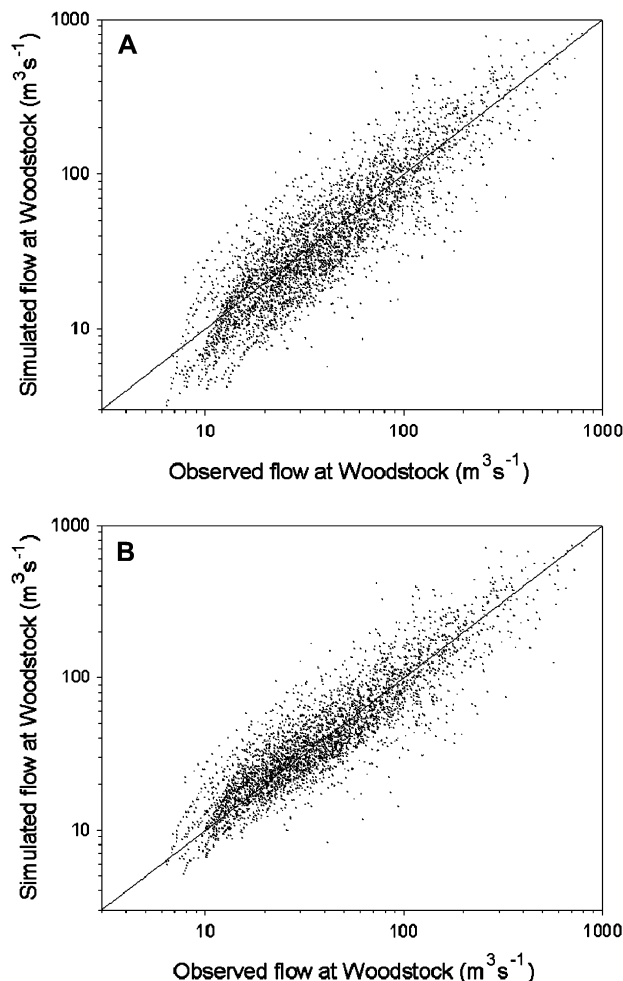 A
1000
100
10
Simulated flow at Woodstock (m³s⁻¹)
10 100 1000
Observed flow at Woodstock (m³s⁻¹)
B
1000
100
10
Simulated flow at Woodstock (m³s⁻¹)
10 100 1000
Observed flow at Woodstock (m³s⁻¹)